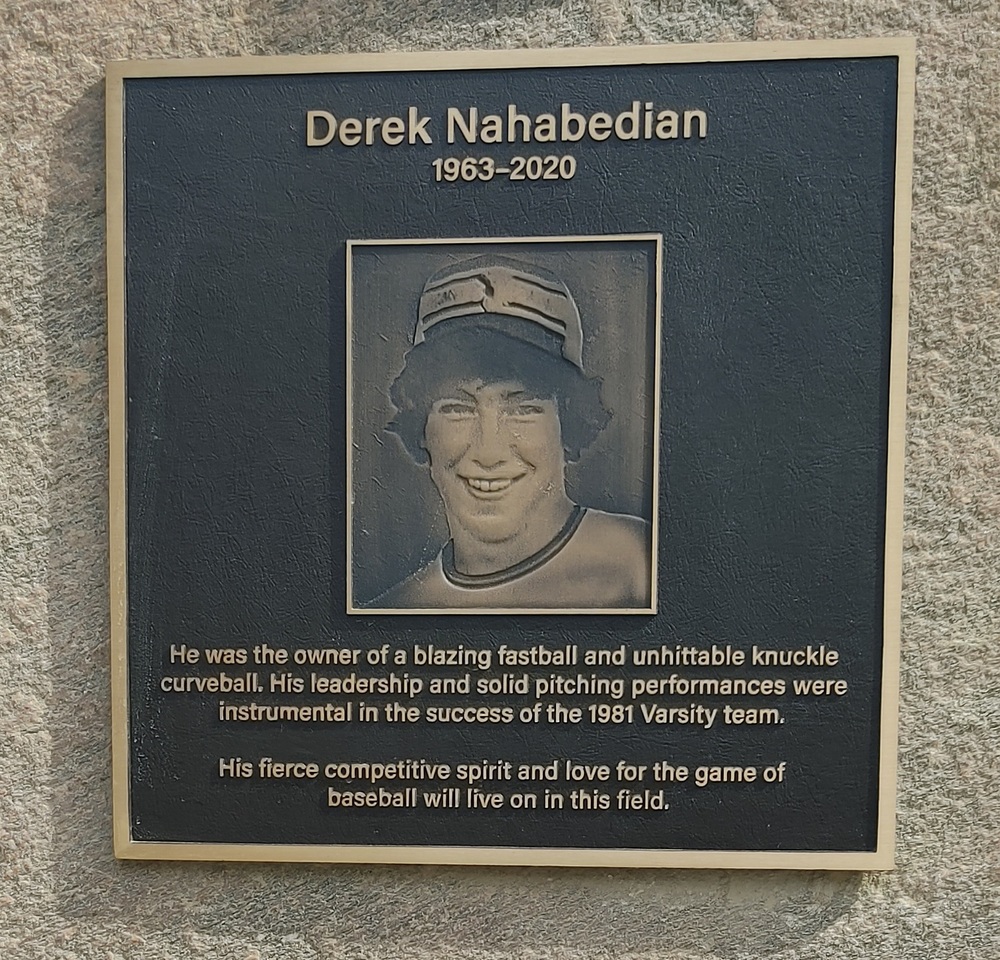 Derek Nahabedian
1963–2020
He was the owner of a blazing fastball and unhittable knuckle
curveball. His leadership and solid pitching performances were
instrumental in the success of the 1981 Varsity team.
His fierce competitive spirit and love for the game of
baseball will live on in this field.